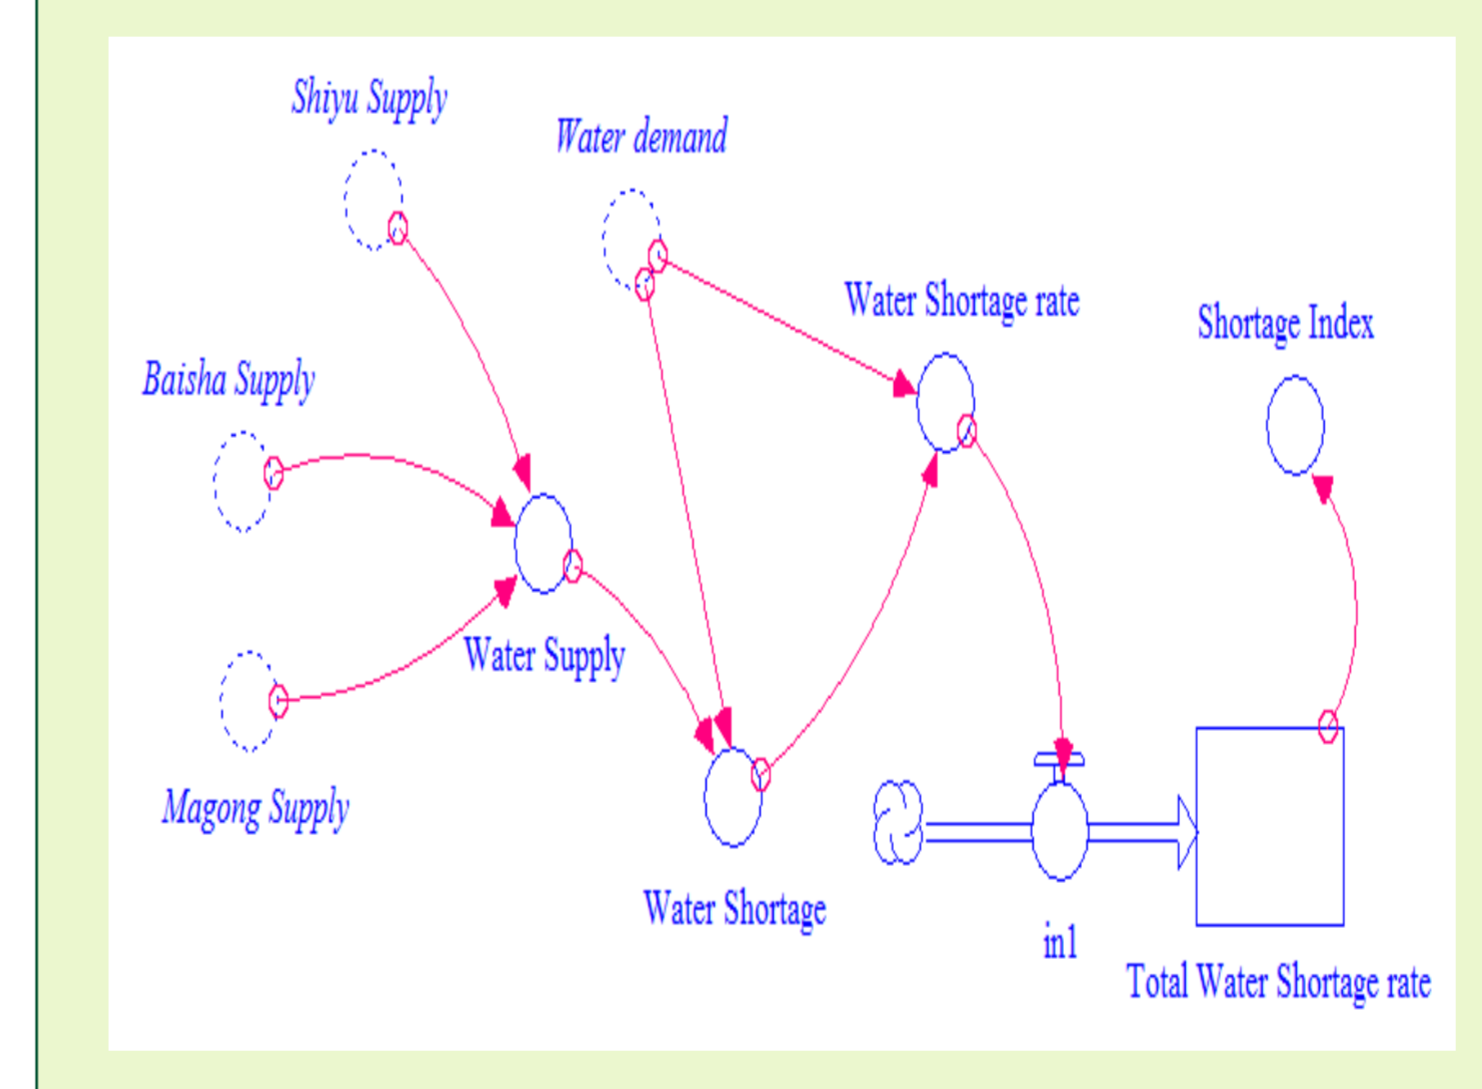 Shiyu Supply
Water demand
Water Shortage rate
Shortage Index
Baisha Supply
Water Supply
Magong Supply
Water Shortage
in1
Total Water Shortage rate